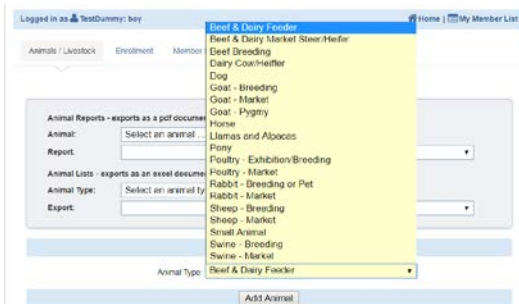 Logged in as TestDummy: boy
Home | My Member List
Animals / Livestock Enrollment Member
Animal Reports - exports as a pdf documen
Animal: Select an animal ...
Report:
Animal Lists - exports as an excel documen
Animal Type: Select an animal ty
Export:
Beef & Dairy Feeder
Beef & Dairy Market Steer/Heifer
Beef Breeding
Dairy Cow/Heiffer
Dog
Goat - Breeding
Goat - Market
Goat - Pygmy
Horse
Llamas and Alpacas
Pony
Poultry - Exhibition/Breeding
Poultry - Market
Rabbit - Breeding or Pet
Rabbit - Market
Sheep - Breeding
Sheep - Market
Small Animal
Swine - Breeding
Swine - Market
Animal Type: Beef & Dairy Feeder
Add Animal